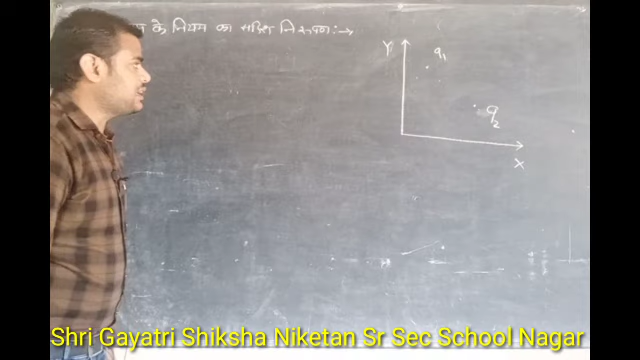 के नियम का सदिश निरूपण :→
Y
q₁
q₂
X
Shri Gayatri Shiksha Niketan Sr Sec School Nagar